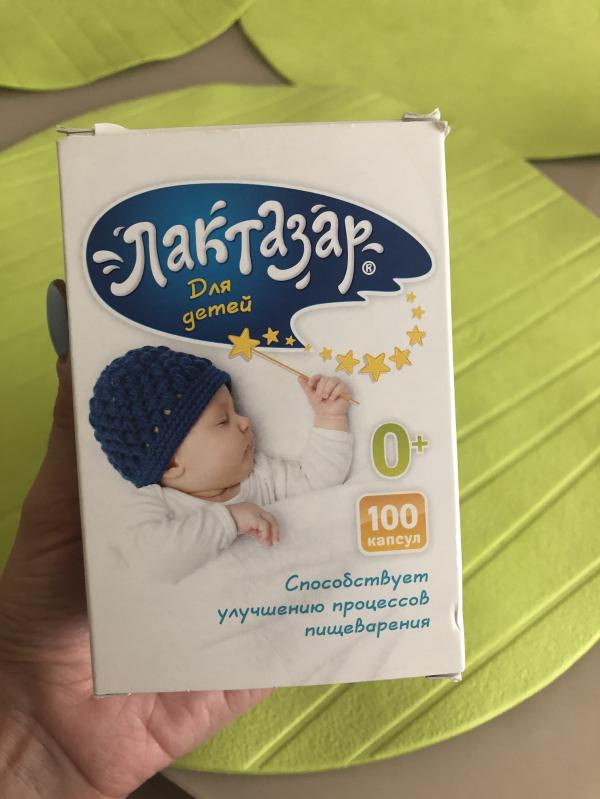 Лактазар®
Для
детей
0+
100
капсул
Способствует
улучшению процессов
пищеварения